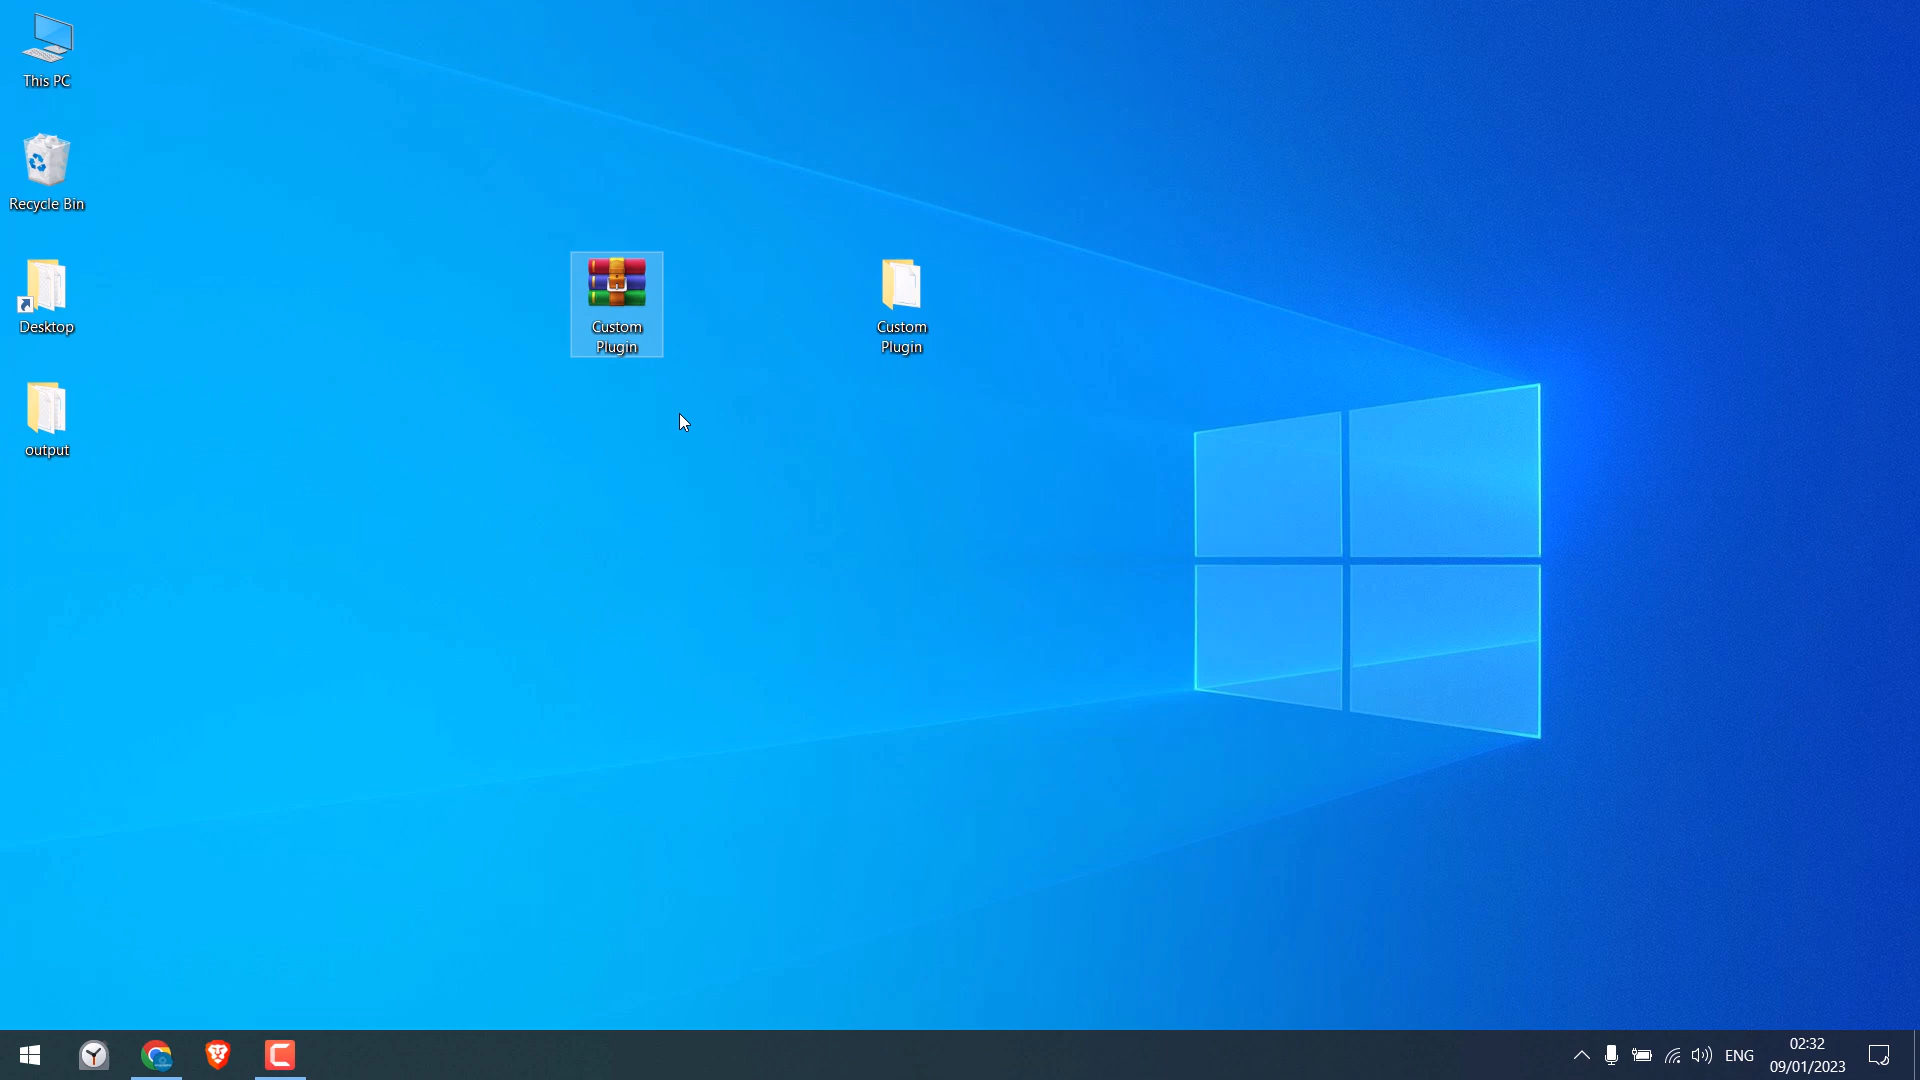 This PC
Recycle Bin
Desktop
output
Custom
Plugin
Custom
Plugin
ENG
02:32
09/01/2023